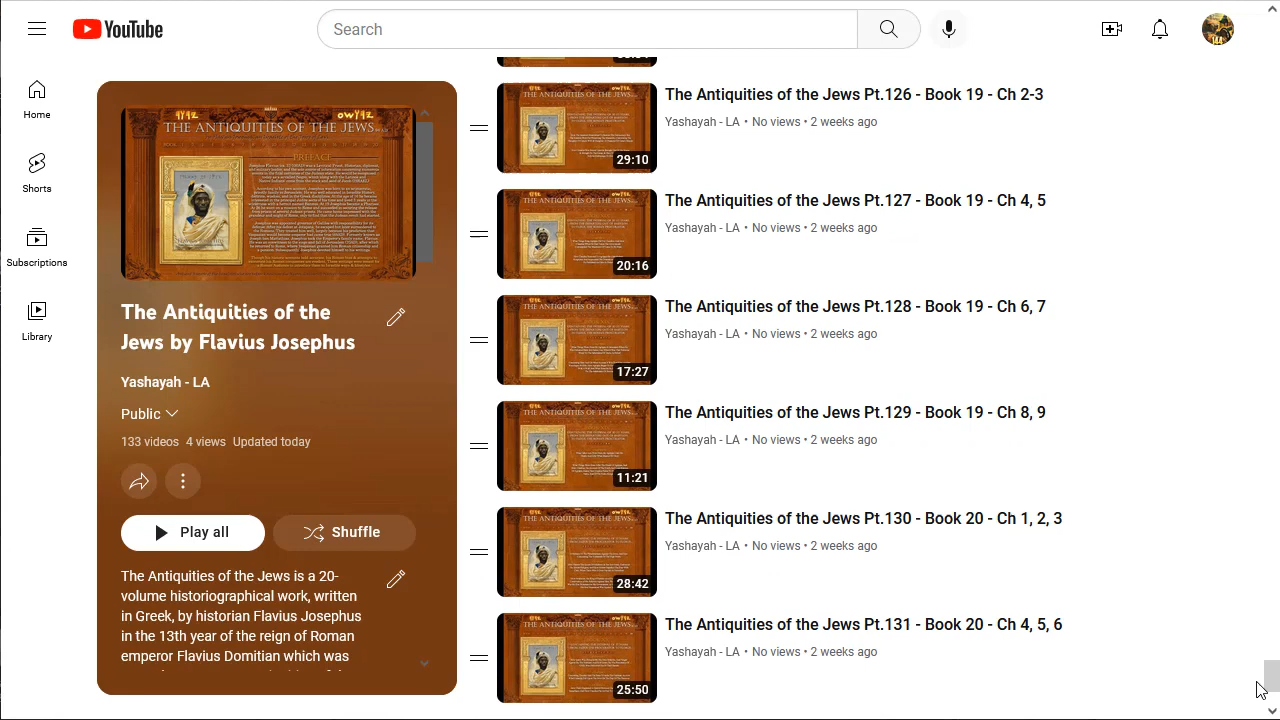 YouTube
Search
Home
Shorts
Subscriptions
Library
THE ANTIQUITIES OF THE JEWS
PREFACE
The Antiquities of the
Jews by Flavius Josephus
Yashayah - LA
Public
133 videos 4 views Updated today
Play all
Shuffle
The Antiquities of the Jews is a 20-
volume historiographical work, written
in Greek, by historian Flavius Josephus
in the 13th year of the reign of Roman
emperor Flavius Domitian which was
The Antiquities of the Jews Pt.126 - Book 19 - Ch 2-3
Yashayah - LA • No views • 2 weeks ago
29:10
The Antiquities of the Jews Pt.127 - Book 19 - Ch 4, 5
Yashayah - LA • No views • 2 weeks ago
20:16
The Antiquities of the Jews Pt.128 - Book 19 - Ch 6, 7
Yashayah - LA • No views • 2 weeks ago
17:27
The Antiquities of the Jews Pt.129 - Book 19 - Ch 8, 9
Yashayah - LA • No views • 2 weeks ago
11:21
The Antiquities of the Jews Pt.130 - Book 20 - Ch 1, 2, 3
Yashayah - LA • No views • 2 weeks ago
28:42
The Antiquities of the Jews Pt.131 - Book 20 - Ch 4, 5, 6
Yashayah - LA • No views • 2 weeks ago
25:50